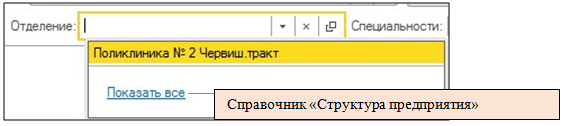 Отделение: Специальности:
Поликлиника № 2 Червиш.тракт
Показать все
Справочник «Структура предприятия»